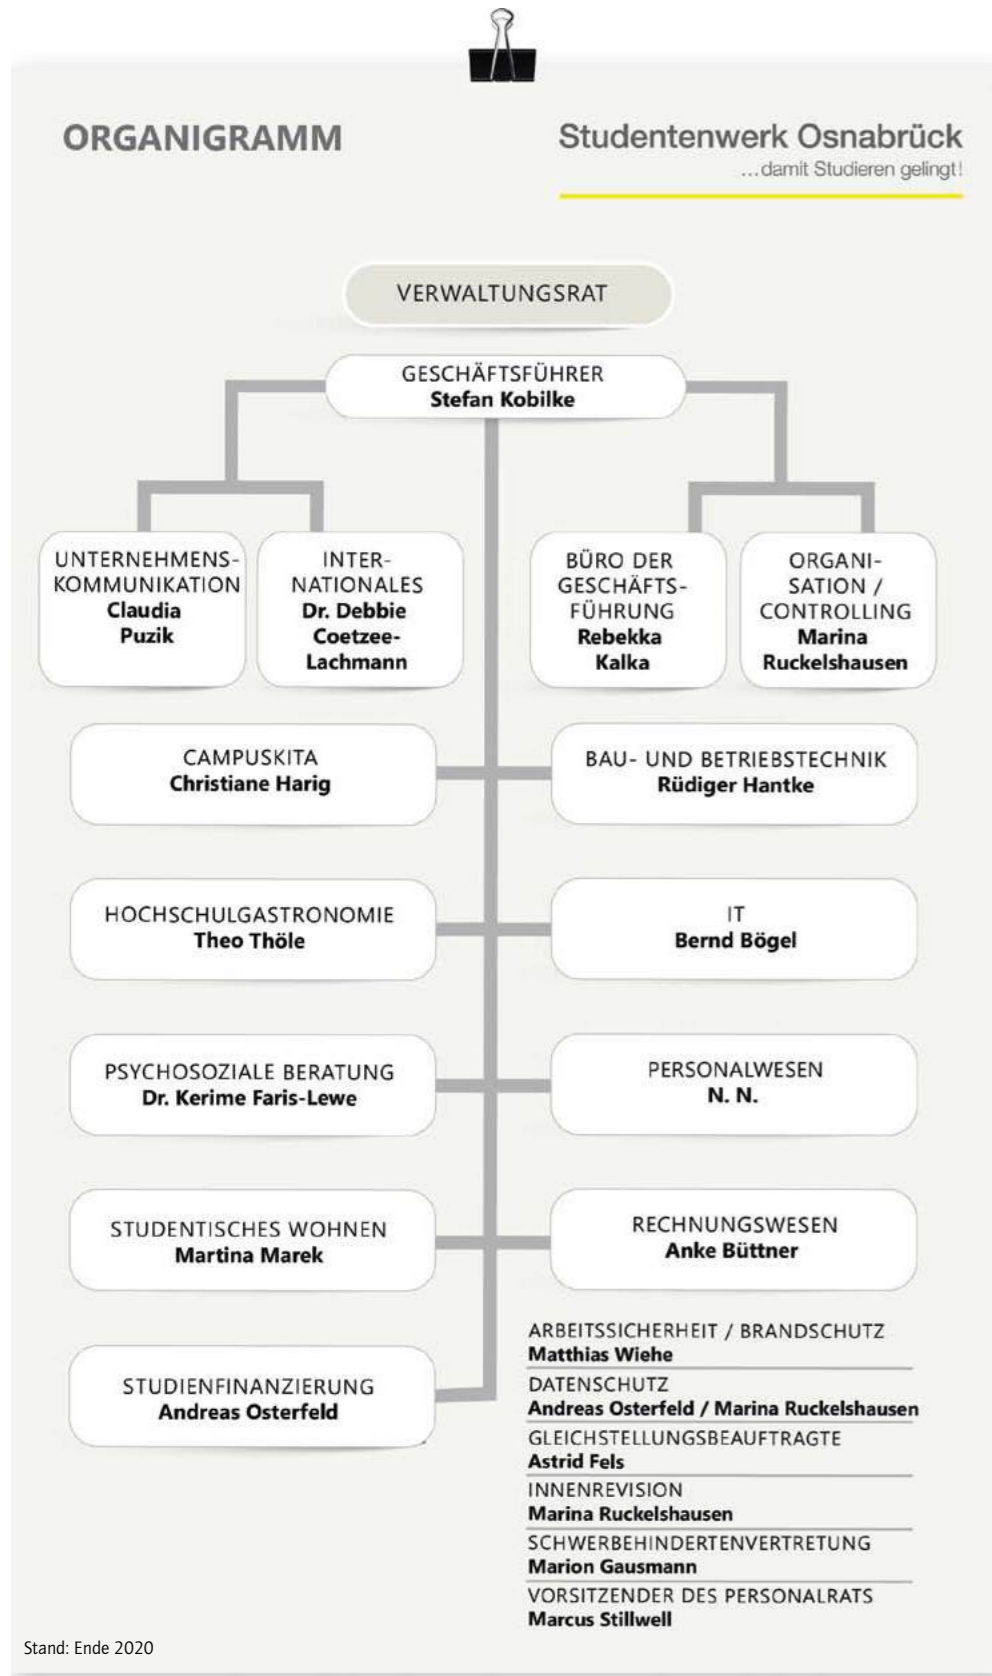 ORGANIGRAMM
Studentenwerk Osnabrück
...damit Studieren gelingt!
VERWALTUNGSRAT
GESCHÄFTSFÜHRER
Stefan Kobilke
UNTERNEHMENS-
KOMMUNIKATION
Claudia
Puzik
INTER-
NATIONALES
Dr. Debbie
Coetzee-
Lachmann
BÜRO DER
GESCHÄFTS-
FÜHRUNG
Rebekka
Kalka
ORGANI-
SATION /
CONTROLLING
Marina
Ruckelshausen
CAMPUSKITA
Christiane Harig
BAU- UND BETRIEBSTECHNIK
Rüdiger Hantke
HOCHSCHULGASTRONOMIE
Theo Thöle
IT
Bernd Bögel
PSYCHOSOZIALE BERATUNG
Dr. Kerime Faris-Lewe
PERSONALWESEN
N. N.
STUDENTISCHES WOHNEN
Martina Marek
RECHNUNGSWESEN
Anke Büttner
STUDIENFINANZIERUNG
Andreas Osterfeld
ARBEITSSICHERHEIT / BRANDSCHUTZ
Matthias Wiehe
DATENSCHUTZ
Andreas Osterfeld / Marina Ruckelshausen
GLEICHSTELLUNGSBEAUFTRAGTE
Astrid Fels
INNENREVISION
Marina Ruckelshausen
SCHWERBEHINDERTENVERTRETUNG
Marion Gausmann
VORSITZENDER DES PERSONALRATS
Marcus Stillwell
Stand: Ende 2020